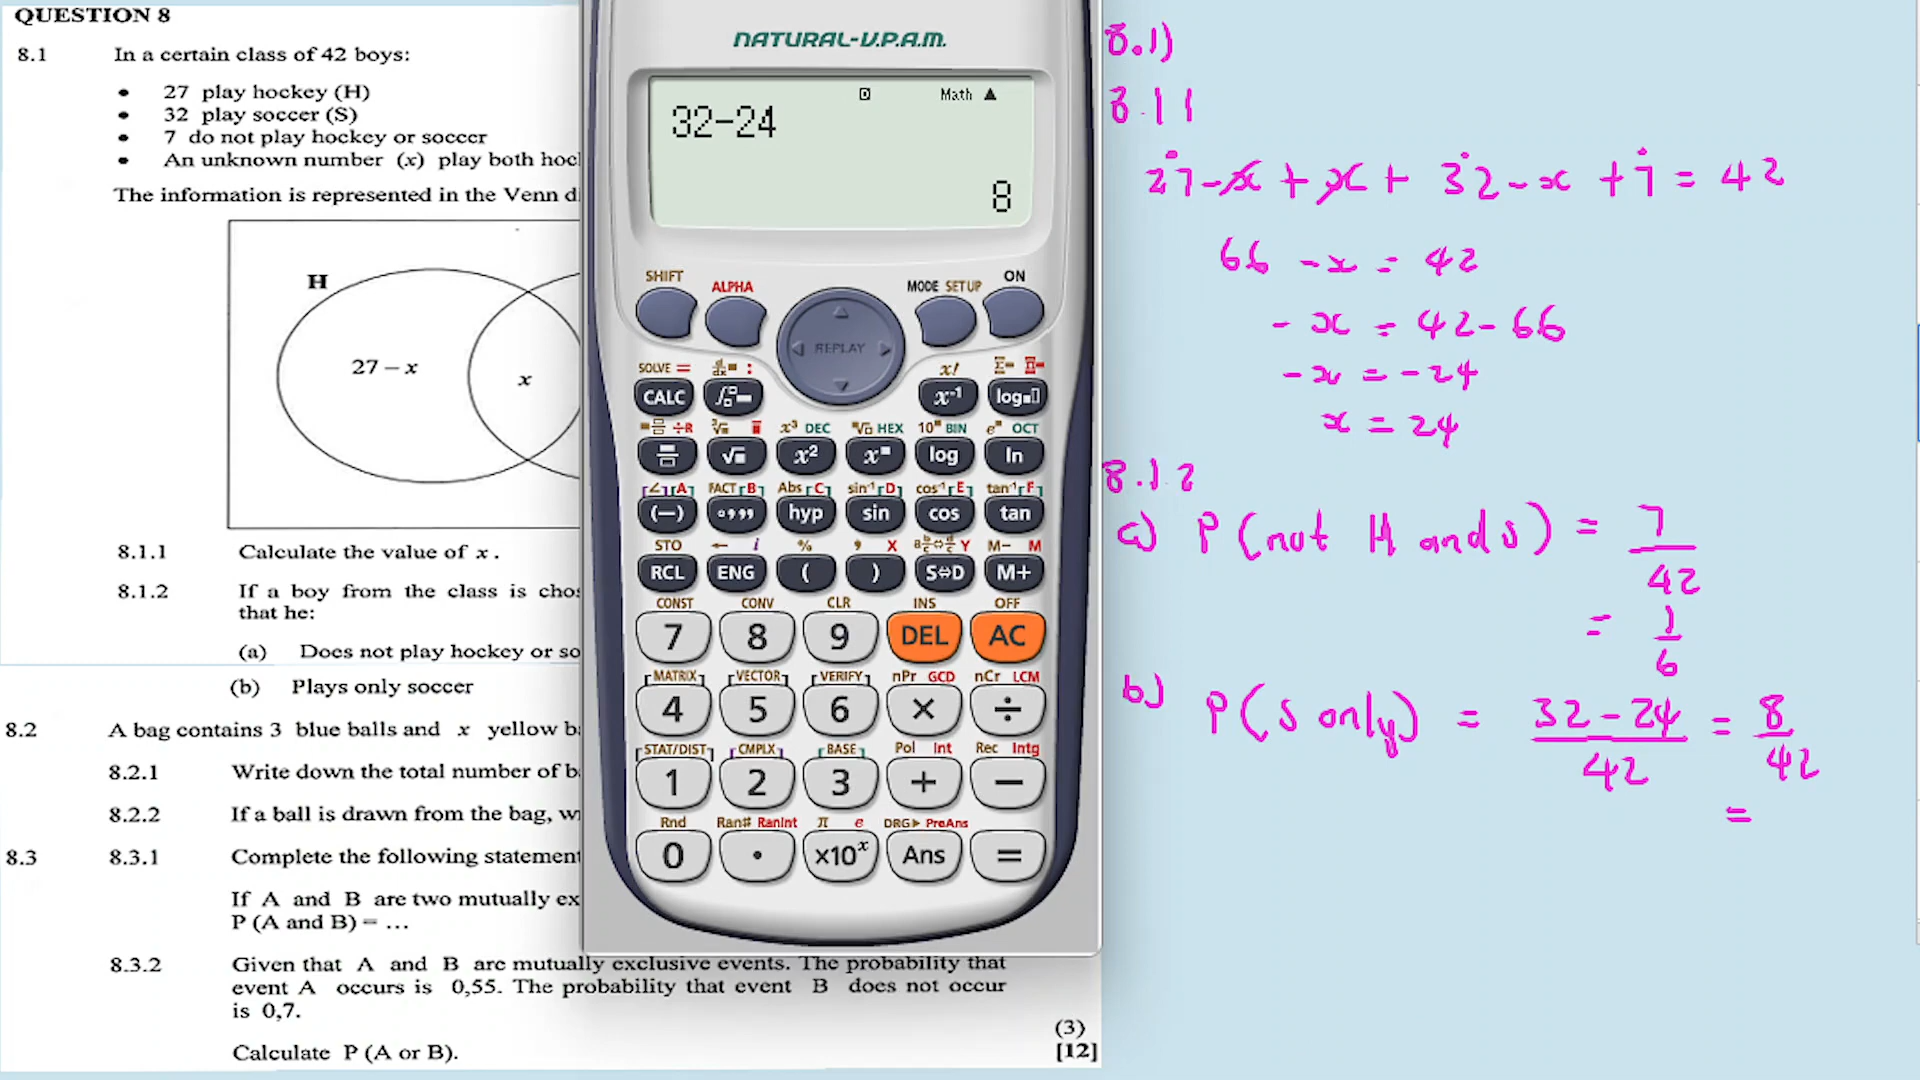 QUESTION 8
8.1 In a certain class of 42 boys:
• 27 play hockey (H)
• 32 play soccer (S)
• 7 do not play hockey or soccer
• An unknown number (x) play both
The information is represented in the Venn
H
27 – x
x
8.1.1 Calculate the value of x.
8.1.2 If a boy from the class is
that he:
(a) Does not play hockey or
(b) Plays only soccer
8.2 A bag contains 3 blue balls and x yellow
8.2.1 Write down the total number of
8.2.2 If a ball is drawn from the bag,
8.3 8.3.1 Complete the following statement
If A and B are two mutually
P (A and B) = ...
8.3.2 Given that A and B are mutually exclusive events. The probability that
event A occurs is 0,55. The probability that event B does not occur
is 0,7.
(3)
Calculate P (A or B). [12]
NATURAL-V.P.A.M.
D Math ▲
32-24
8
SHIFT ALPHA MODE SETUP ON
REPLAY
SOLVE = d/dx : x! Σ Π
CALC x⁻¹ log
÷R ³√ x³ DEC HEX 10 BIN e OCT
√ x² x log ln
∠ A FACT B Abs C sin⁻¹ D cos⁻¹ E tan⁻¹ F
(−) °,,, hyp sin cos tan
STO ← i % , X Y M− M
RCL ENG ( ) S⇔D M+
CONST CONV CLR INS OFF
7 8 9 DEL AC
MATRIX VECTOR VERIFY nPr GCD nCr LCM
4 5 6 × ÷
STAT/DIST CMPLX BASE Pol Int Rec Intg
1 2 3 + −
Rnd Ran# RanInt π e DRG▶ PreAns
0 . ×10ˣ Ans =
8.1)
8.1 1
27-x + x + 32-x + 7 = 42
66 - x = 42
- x = 42 - 66
- x = -24
x = 24
8.1.2
a) P(not H and S) = 7/42
= 1/6
b) P(S only) = 32-24/42 = 8/42
=